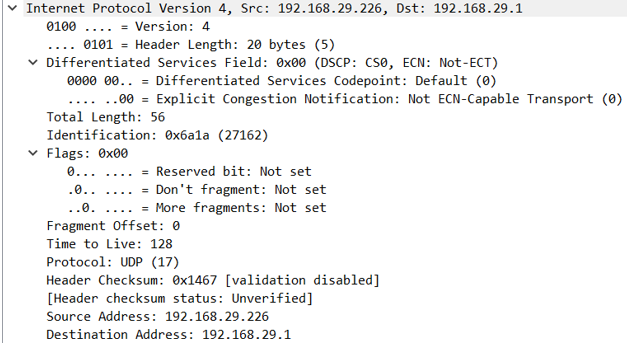 Internet Protocol Version 4, Src: 192.168.29.226, Dst: 192.168.29.1
0100 .... = Version: 4
.... 0101 = Header Length: 20 bytes (5)
Differentiated Services Field: 0x00 (DSCP: CS0, ECN: Not-ECT)
0000 00.. = Differentiated Services Codepoint: Default (0)
.... ..00 = Explicit Congestion Notification: Not ECN-Capable Transport (0)
Total Length: 56
Identification: 0x6a1a (27162)
Flags: 0x00
0... .... = Reserved bit: Not set
.0.. .... = Don't fragment: Not set
..0. .... = More fragments: Not set
Fragment Offset: 0
Time to Live: 128
Protocol: UDP (17)
Header Checksum: 0x1467 [validation disabled]
[Header checksum status: Unverified]
Source Address: 192.168.29.226
Destination Address: 192.168.29.1